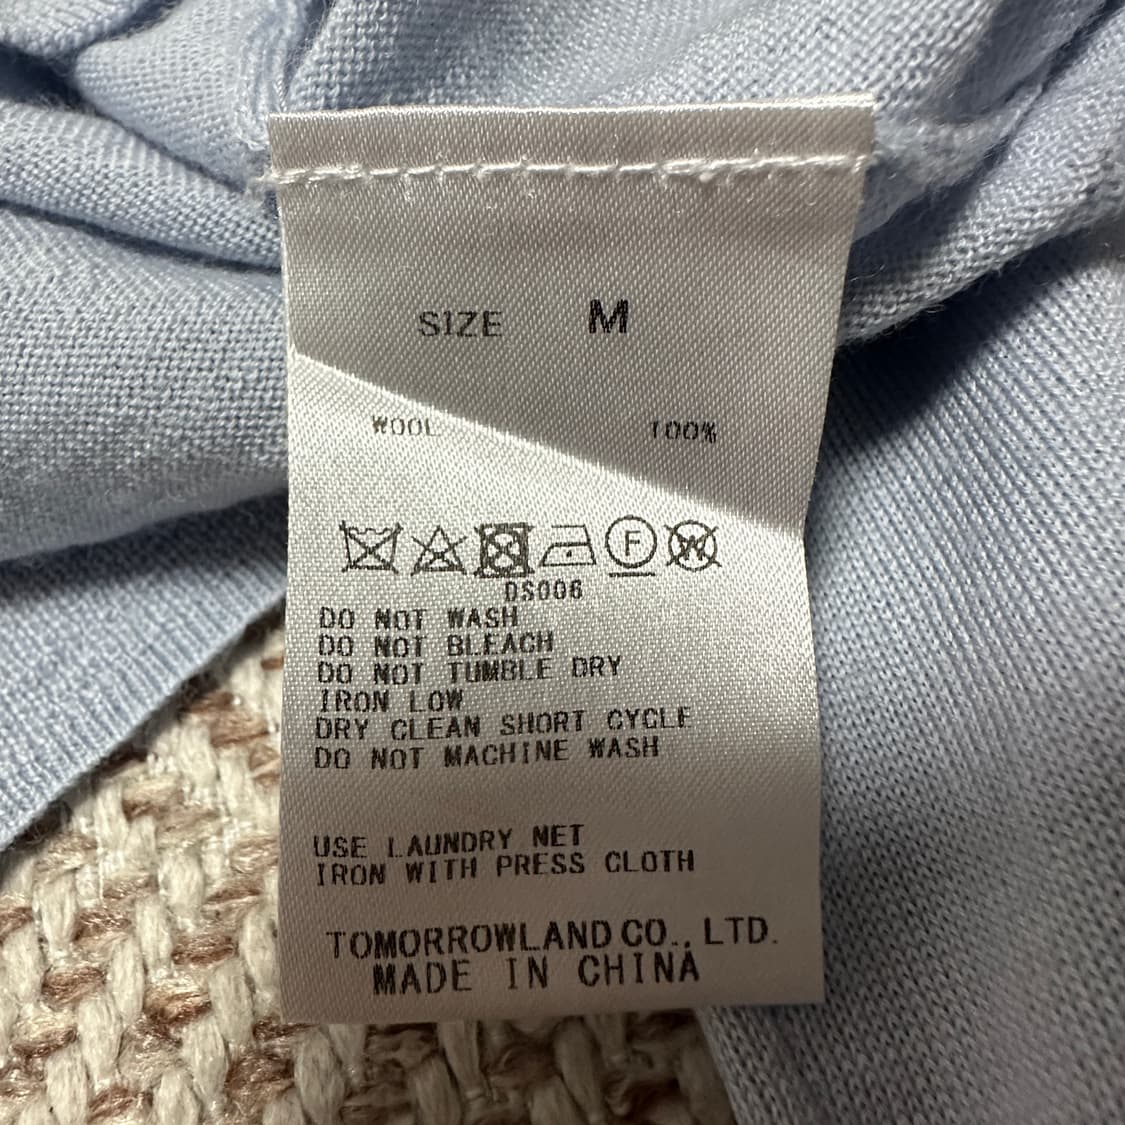 SIZE M
WOOL 100%
F W
DS006
DO NOT WASH
DO NOT BLEACH
DO NOT TUMBLE DRY
IRON LOW
DRY CLEAN SHORT CYCLE
DO NOT MACHINE WASH
USE LAUNDRY NET
IRON WITH PRESS CLOTH
TOMORROWLAND CO., LTD.
MADE IN CHINA